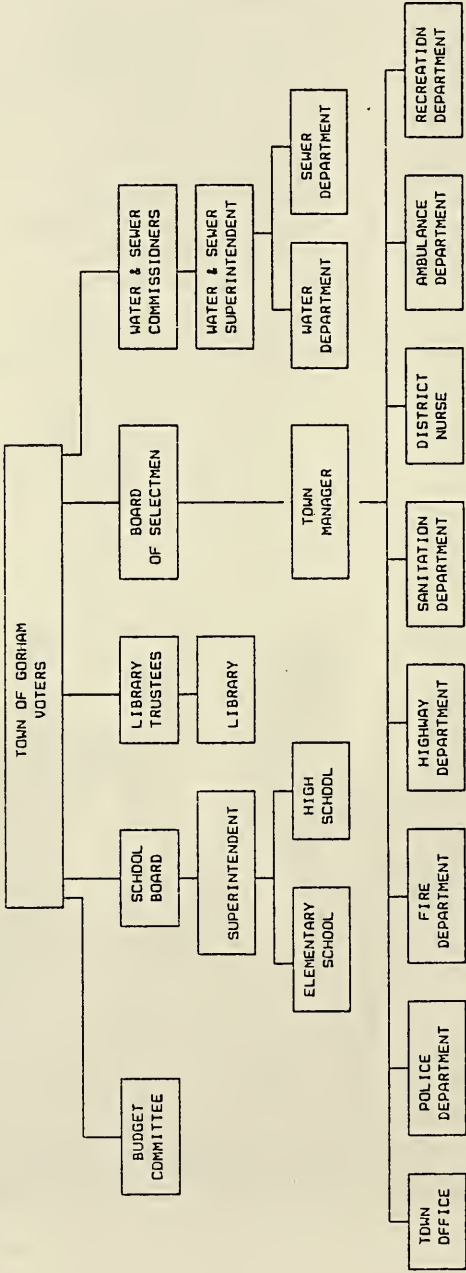 TOWN OF GORHAM
VOTERS
BUDGET
COMMITTEE
SCHOOL
BOARD
LIBRARY
TRUSTEES
BOARD
OF SELECTMEN
WATER & SEWER
COMMISSIONERS
SUPERINTENDENT
LIBRARY
WATER & SEWER
SUPERINTENDENT
ELEMENTARY
SCHOOL
HIGH
SCHOOL
TOWN
MANAGER
WATER
DEPARTMENT
SEWER
DEPARTMENT
TOWN
OFFICE
POLICE
DEPARTMENT
FIRE
DEPARTMENT
HIGHWAY
DEPARTMENT
SANITATION
DEPARTMENT
DISTRICT
NURSE
AMBULANCE
DEPARTMENT
RECREATION
DEPARTMENT